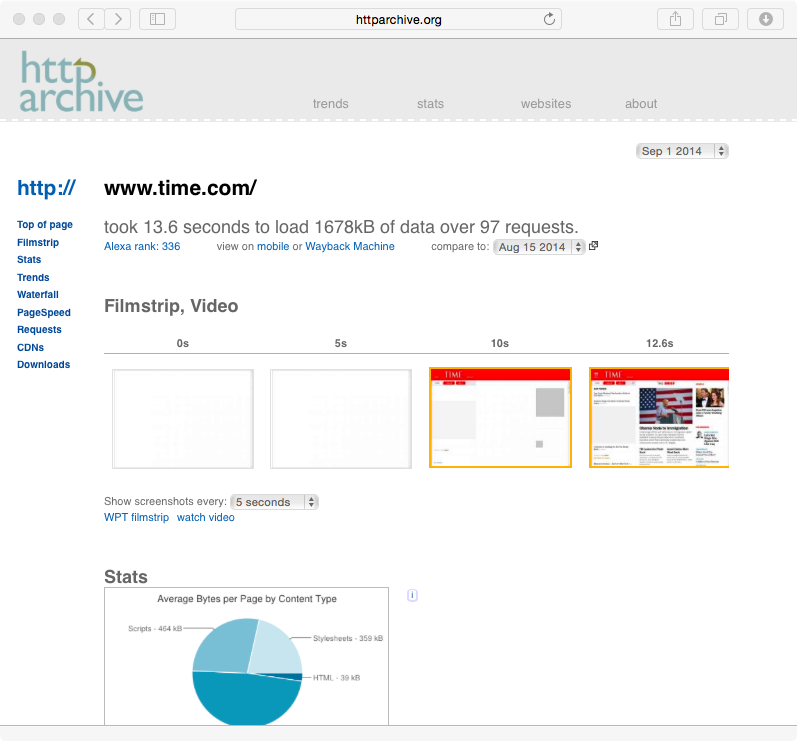 httparchive.org
http
archive
trends stats websites about
Sep 1 2014
http:// www.time.com/
Top of page
Filmstrip
Stats
Trends
Waterfall
PageSpeed
Requests
CDNs
Downloads
took 13.6 seconds to load 1678kB of data over 97 requests.
Alexa rank: 336 view on mobile or Wayback Machine compare to: Aug 15 2014
Filmstrip, Video
0s 5s 10s 12.6s
TIME TIME
Show screenshots every: 5 seconds
WPT filmstrip watch video
Stats
i
Average Bytes per Page by Content Type
Scripts - 464 kB
Stylesheets - 359 kB
HTML - 39 kB